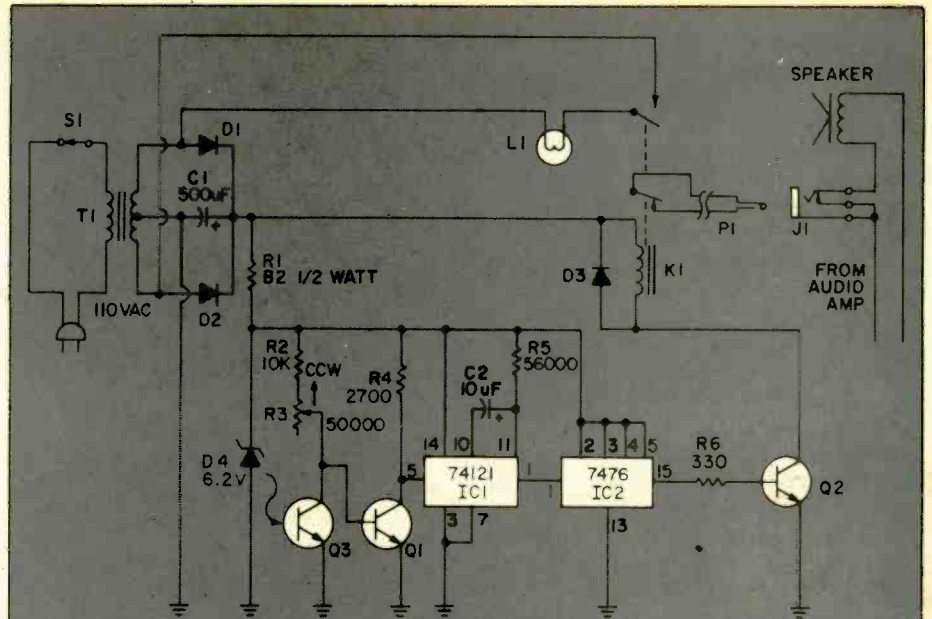 S1
T1
110VAC
D1
C1
500uF
+
D2
R1
82 1/2 WATT
L1
SPEAKER
P1
J1
FROM
AUDIO
AMP
D3
K1
R2
10K
CCW
R3
50000
R4
2700
C2
10uF
+
R5
56000
D4
6.2V
Q3
Q1
14 10 11
5
74121
IC1
1
3 7
1
2 3 4 5
7476
IC2
15
13
R6
330
Q2